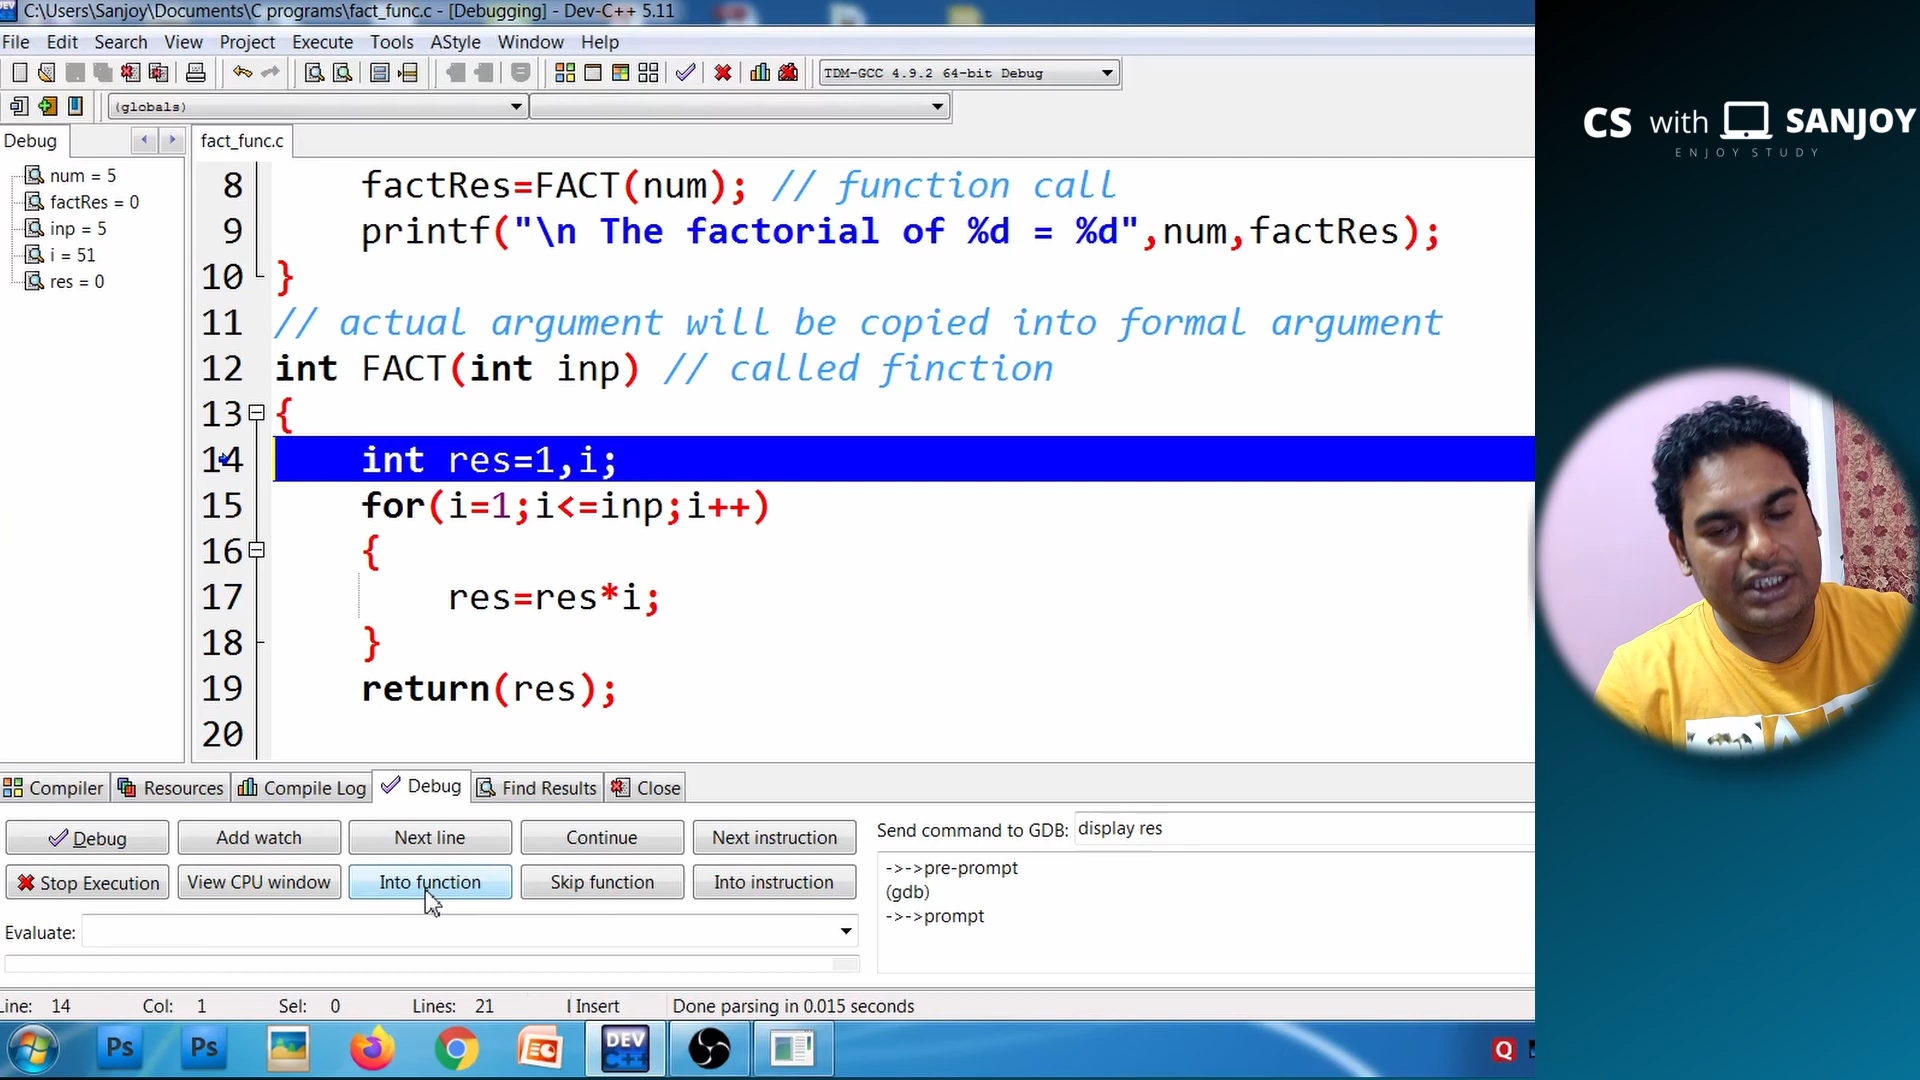 C:\Users\Sanjoy\Documents\C programs\fact_func.c - [Debugging] - Dev-C++ 5.11
File Edit Search View Project Execute Tools AStyle Window Help
TDM-GCC 4.9.2 64-bit Debug
(globals)
Debug
fact_func.c
num = 5
factRes = 0
inp = 5
i = 51
res = 0
8 factRes=FACT(num); // function call
9 printf("\n The factorial of %d = %d",num,factRes);
10 }
11 // actual argument will be copied into formal argument
12 int FACT(int inp) // called finction
13 {
14 int res=1,i;
15 for(i=1;i<=inp;i++)
16 {
17 res=res*i;
18 }
19 return(res);
20
Compiler Resources Compile Log Debug Find Results Close
Debug Add watch Next line Continue Next instruction
Stop Execution View CPU window Into function Skip function Into instruction
Evaluate:
Send command to GDB: display res
->->pre-prompt
(gdb)
->->prompt
Line: 14 Col: 1 Sel: 0 Lines: 21 Insert Done parsing in 0.015 seconds
Ps Ps DEV C++ Q
CS with SANJOY
ENJOY STUDY